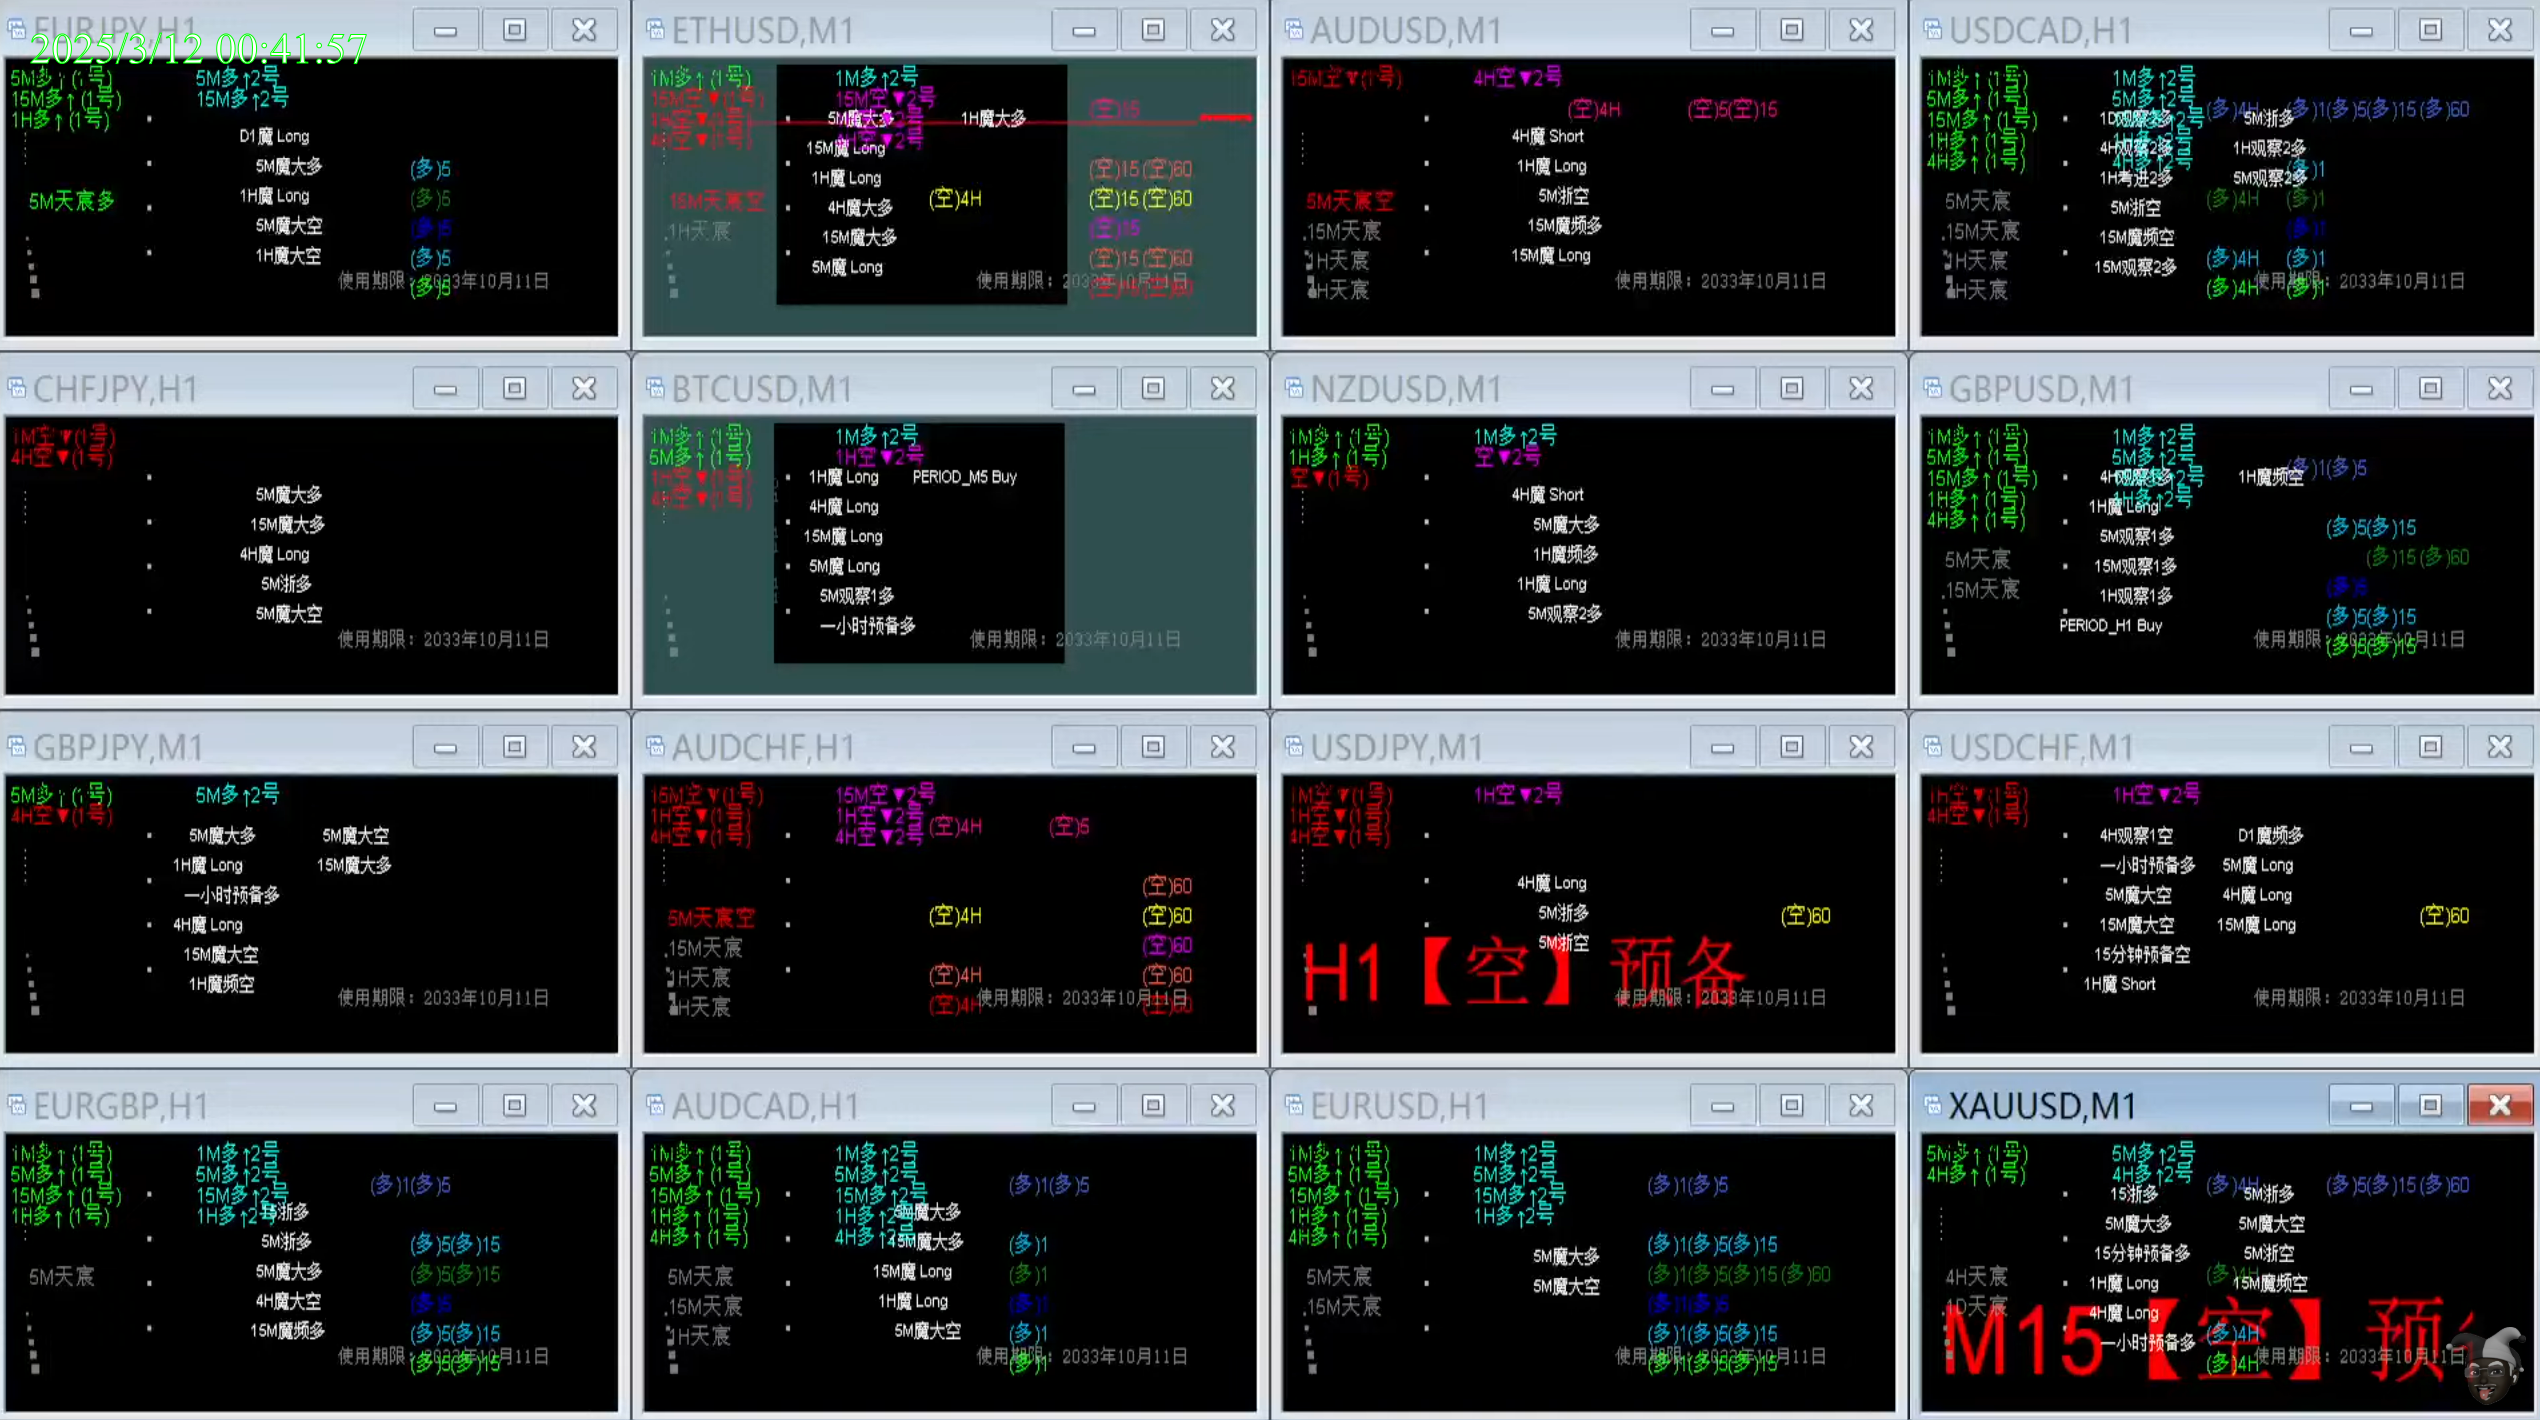 EURJPY,H1
2025/3/12 00:41:57
5M多↑(1号) 5M多↑2号
15M多↑(1号) 15M多↑2号
1H多↑(1号)
D1魔 Long
5M魔大多 (多)5
5M天宸多 1H魔 Long (多)5
5M魔大空 (多)5
1H魔大空 (多)5
使用期限: 2033年10月11日
(多)5
ETHUSD,M1
1M多↑(1号) 1M多↑2号
15M空▼(1号) 15M空▼2号
1H空▼(1号) 5M魔大多 1H魔大多 (空)15
4H空▼(1号) 4H空▼2号
15M魔 Long
1H魔 Long (空)15(空)60
15M天宸空 4H魔大多 (空)4H (空)15(空)60
1H天宸 15M魔大多 (空)15
5M魔 Long (空)15(空)60
使用期限: 2033年10月11日
AUDUSD,M1
15M空▼(1号) 4H空▼2号
(空)4H (空)5(空)15
4H魔 Short
1H魔 Long
5M天宸空 5M浙空
15M天宸 15M魔频多
1H天宸 15M魔 Long
4H天宸
使用期限: 2033年10月11日
USDCAD,H1
1M多↑(1号) 1M多↑2号
5M多↑(1号) 5M多↑2号
15M多↑(1号) 1D观察2多 5M浙多 (多)4H (多)1(多)5(多)15(多)60
1H多↑(1号) 4H观察2多 1H观察2多
4H多↑(1号) 4H多↑2号 (多)1
1H考进2多 5M观察2多
5M天宸 5M浙空 (多)4H (多)1
15M天宸 15M魔频空 (多)1
1H天宸 15M观察2多 (多)4H (多)1
4H天宸 (多)4H (多)1
使用期限: 2033年10月11日
CHFJPY,H1
1M空▼(1号)
4H空▼(1号)
5M魔大多
15M魔大多
4H魔 Long
5M浙多
5M魔大空
使用期限: 2033年10月11日
BTCUSD,M1
1M多↑(1号) 1M多↑2号
5M多↑(1号) 1H空▼2号
1H空▼(1号) 1H魔 Long PERIOD_M5 Buy
4H空▼(1号) 4H魔 Long
15M魔 Long
5M魔 Long
5M观察1多
一小时预备多
使用期限: 2033年10月11日
NZDUSD,M1
1M多↑(1号) 1M多↑2号
1H多↑(1号) 空▼2号
空▼(1号)
4H魔 Short
5M魔大多
1H魔频多
1H魔 Long
5M观察2多
使用期限: 2033年10月11日
GBPUSD,M1
1M多↑(1号) 1M多↑2号
5M多↑(1号) 5M多↑2号 (多)1(多)5
15M多↑(1号) 4H观察1多 1H魔频空
1H多↑(1号) 1H多↑2号
4H多↑(1号) 1H魔 Long (多)5(多)15
5M观察1多
5M天宸 15M观察1多 (多)15(多)60
15M天宸 1H观察1多 (多)5
PERIOD_H1 Buy (多)5(多)15
使用期限: 2033年10月11日
(多)5(多)15
GBPJPY,M1
5M多↑(1号) 5M多↑2号
4H空▼(1号)
5M魔大多 5M魔大空
1H魔 Long 15M魔大多
一小时预备多
4H魔 Long
15M魔大空
1H魔频空
使用期限: 2033年10月11日
AUDCHF,H1
15M空▼(1号) 15M空▼2号
1H空▼(1号) 1H空▼2号 (空)4H (空)5
4H空▼(1号) 4H空▼2号
(空)60
5M天宸空 (空)4H (空)60
15M天宸 (空)60
1H天宸 (空)4H (空)60
4H天宸 (空)4H (空)60
使用期限: 2033年10月11日
USDJPY,M1
1M空▼(1号) 1H空▼2号
1H空▼(1号)
4H空▼(1号)
4H魔 Long
5M浙多 (空)60
5M浙空
H1【空】预备
使用期限: 2033年10月11日
USDCHF,M1
1H空▼(1号) 1H空▼2号
4H空▼(1号)
4H观察1空 D1魔频多
一小时预备多 5M魔 Long
5M魔大空 4H魔 Long (空)60
15M魔大空 15M魔 Long
15分钟预备空
1H魔 Short
使用期限: 2033年10月11日
EURGBP,H1
1M多↑(1号) 1M多↑2号
5M多↑(1号) 5M多↑2号 (多)1(多)5
15M多↑(1号) 15M多↑2号
1H多↑(1号) 1H多↑2号 15浙多
5M浙多 (多)5(多)15
5M天宸 5M魔大多 (多)5(多)15
4H魔大空 (多)5
15M魔频多 (多)5(多)15
使用期限: 2033年10月11日
(多)5(多)15
AUDCAD,H1
1M多↑(1号) 1M多↑2号
5M多↑(1号) 5M多↑2号 (多)1(多)5
15M多↑(1号) 15M多↑2号
1H多↑(1号) 1H多↑2号 5M魔大多
4H多↑(1号) 4H多↑2号 15M魔大多 (多)1
5M天宸 15M魔 Long (多)1
15M天宸 1H魔 Long (多)1
1H天宸 5M魔大空 (多)1
使用期限: 2033年10月11日
(多)1
EURUSD,H1
1M多↑(1号) 1M多↑2号
5M多↑(1号) 5M多↑2号 (多)1(多)5
15M多↑(1号) 15M多↑2号
1H多↑(1号) 1H多↑2号
4H多↑(1号) 5M魔大多 (多)1(多)5(多)15
5M天宸 5M魔大空 (多)1(多)5(多)15(多)60
15M天宸 (多)1(多)5
(多)1(多)5(多)15
使用期限: 2033年10月11日
(多)1(多)5(多)15
XAUUSD,M1
5M多↑(1号) 5M多↑2号
4H多↑(1号) 4H多↑2号 (多)4H (多)5(多)15(多)60
15浙多 5M浙多
5M魔大多 5M魔大空
15分钟预备多 5M浙空
4H天宸 1H魔 Long (多)4H 15M魔频空
1D天宸 4H魔 Long
一小时预备多 (多)4H
M15【空】预
(多)4H 使用期限: 2033年10月11日